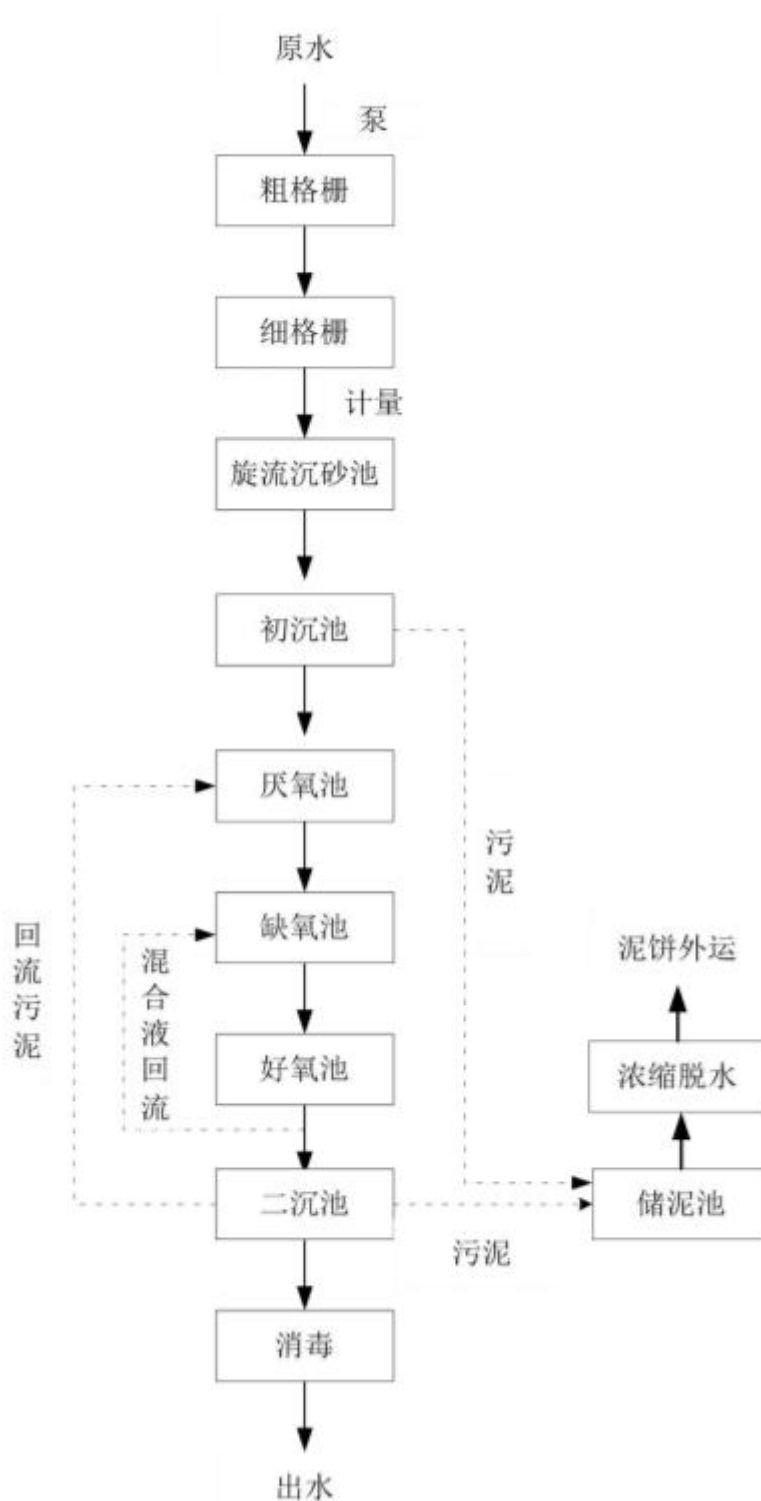 原水
泵
粗格栅
细格栅
计量
旋流沉砂池
初沉池
厌氧池
污泥
缺氧池
回流污泥
混合液回流
泥饼外运
好氧池
浓缩脱水
二沉池
储泥池
污泥
消毒
出水